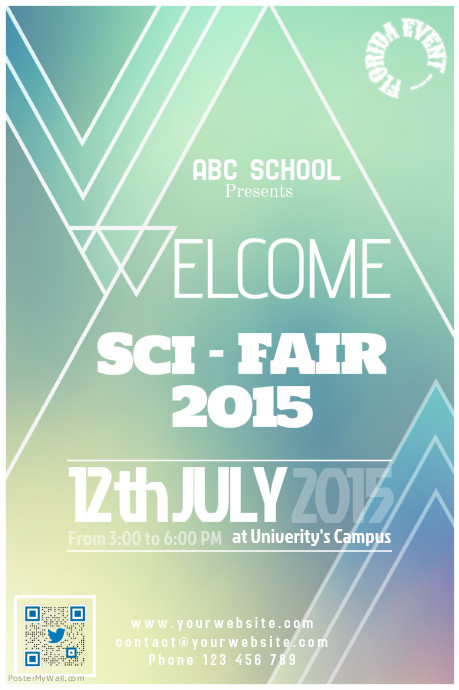 FLORIDA EVENT
ABC SCHOOL
Presents
WELCOME
SCI - FAIR
2015
12th JULY 2015
From 3:00 to 6:00 PM at Univerity's Campus
www.yourwebsite.com
contact@yourwebsite.com
Phone 123 456 789
PosterMyWall.com